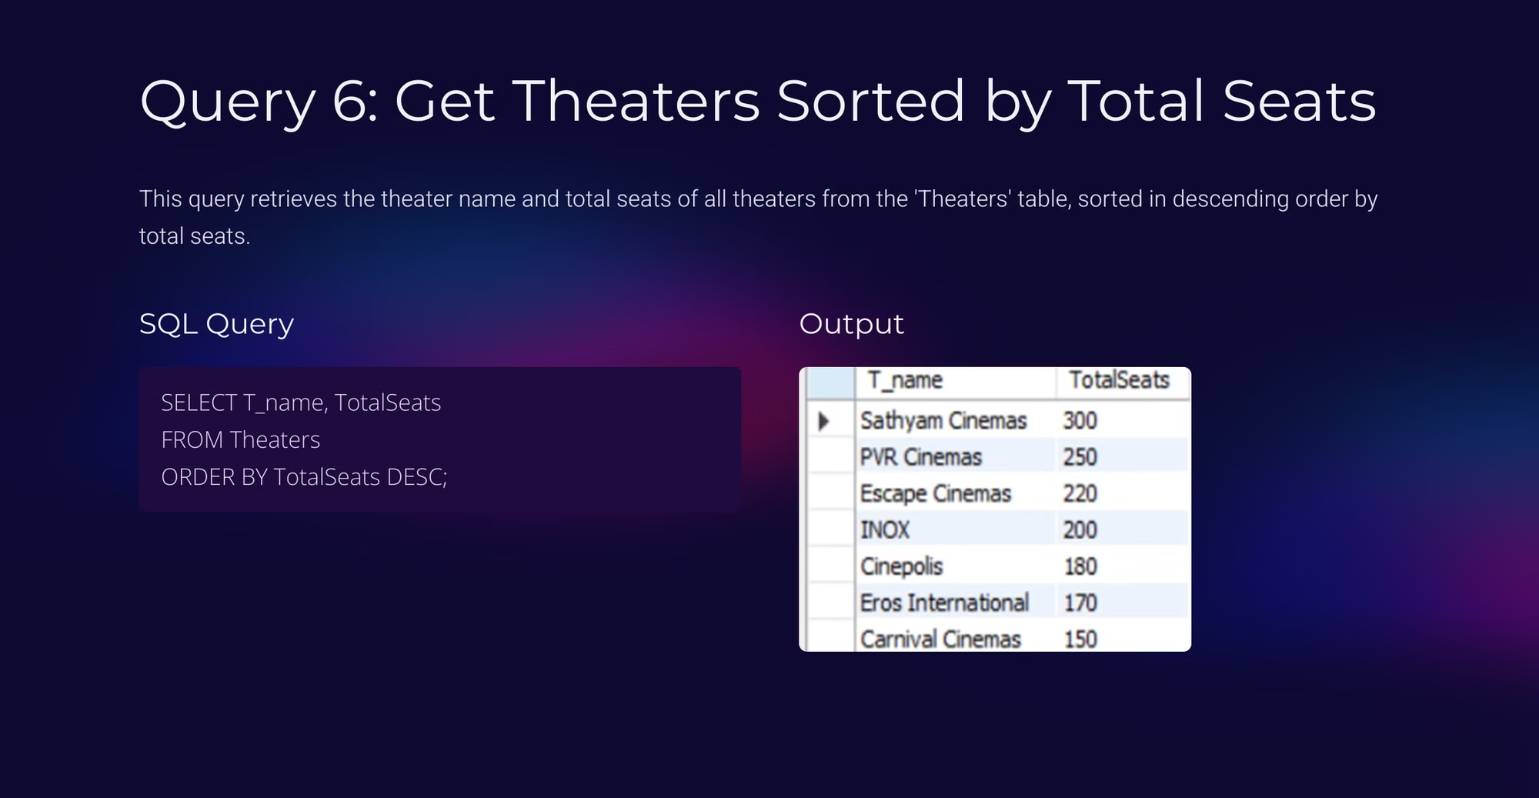 Query 6: Get Theaters Sorted by Total Seats
This query retrieves the theater name and total seats of all theaters from the 'Theaters' table, sorted in descending order by
total seats.
SQL Query
SELECT T_name, TotalSeats
FROM Theaters
ORDER BY TotalSeats DESC;
Output
T_name TotalSeats
Sathyam Cinemas 300
PVR Cinemas 250
Escape Cinemas 220
INOX 200
Cinepolis 180
Eros International 170
Carnival Cinemas 150